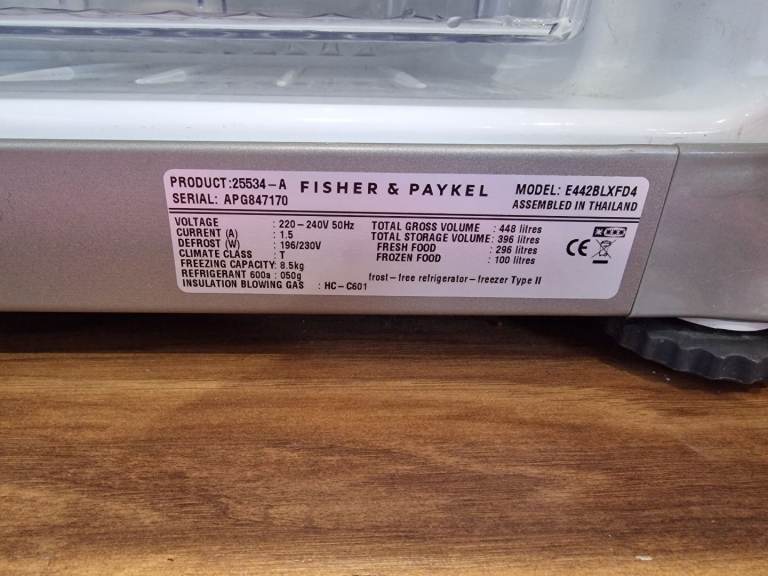 PRODUCT:25534-A FISHER & PAYKEL MODEL: E442BLXFD4
SERIAL: APG847170 ASSEMBLED IN THAILAND
VOLTAGE : 220-240V 50Hz
CURRENT (A) : 1.5
DEFROST (W) : 196/230V
CLIMATE CLASS : T
FREEZING CAPACITY: 8.5kg
REFRIGERANT 600a : 050g
INSULATION BLOWING GAS : HC-C601
TOTAL GROSS VOLUME : 448 litres
TOTAL STORAGE VOLUME: 396 litres
FRESH FOOD : 296 litres
FROZEN FOOD : 100 litres
frost-free refrigerator-freezer Type II
CE